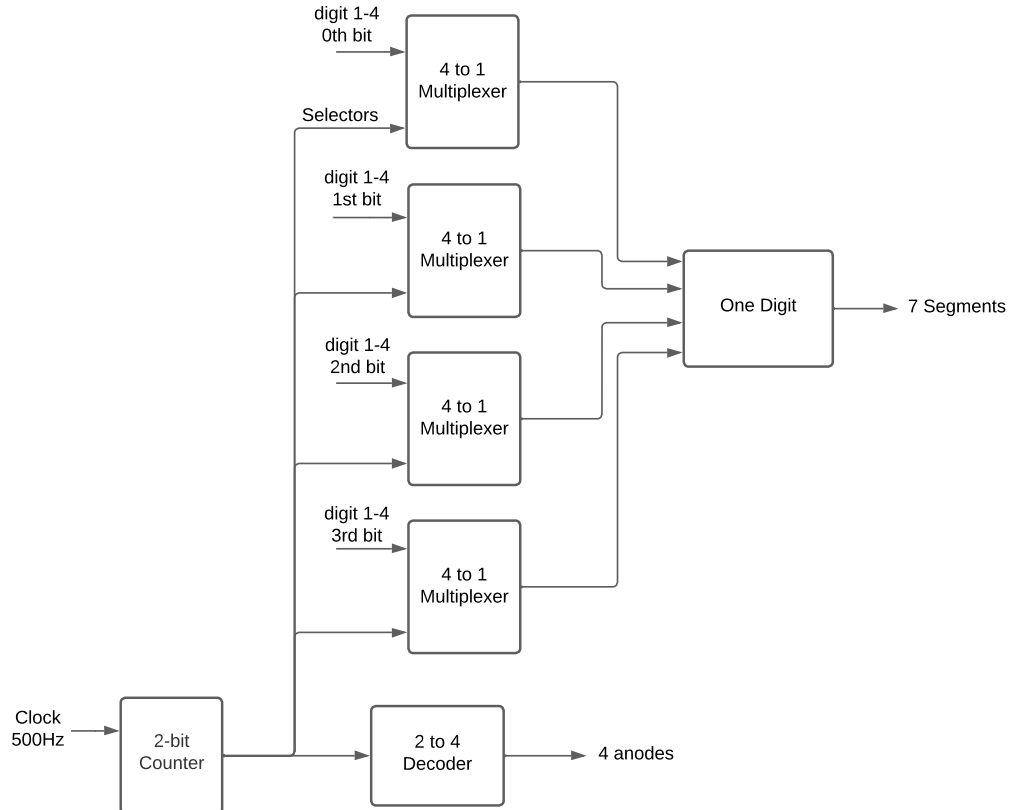 digit 1-4
0th bit
4 to 1
Multiplexer
Selectors
digit 1-4
1st bit
4 to 1
Multiplexer
One Digit
7 Segments
digit 1-4
2nd bit
4 to 1
Multiplexer
digit 1-4
3rd bit
4 to 1
Multiplexer
Clock
500Hz
2-bit
Counter
2 to 4
Decoder
4 anodes